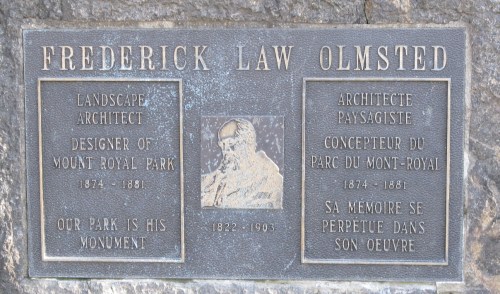 FREDERICK LAW OLMSTED
LANDSCAPE
ARCHITECT
DESIGNER OF
MOUNT ROYAL PARK
1874 - 1881
OUR PARK IS HIS
MONUMENT
1822 - 1903
ARCHITECTE
PAYSAGISTE
CONCEPTEUR DU
PARC DU MONT-ROYAL
1874 - 1881
SA MÉMOIRE SE
PERPÉTUE DANS
SON OEUVRE